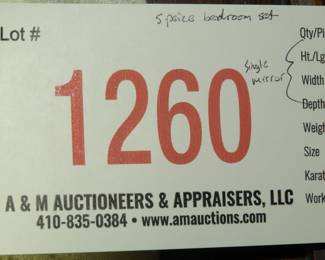 5 peice bedroom set
Lot #
Qty/Pi
Ht./Lg
single
mirror
Width
1260
Depth
Weigh
Size
A & M AUCTIONEERS & APPRAISERS, LLC
Karat
410-835-0384 • www.amauctions.com
Work